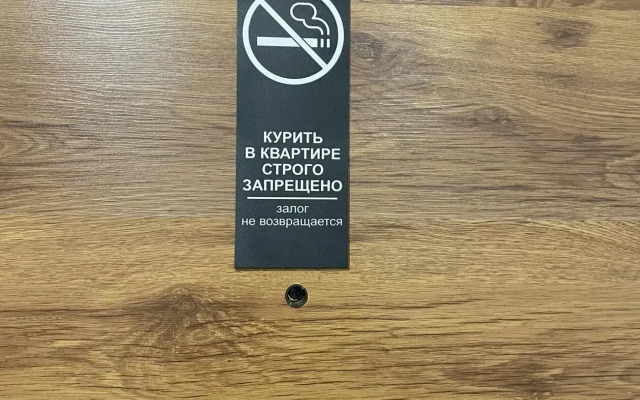 КУРИТЬ
В КВАРТИРЕ
СТРОГО
ЗАПРЕЩЕНО
залог
не возвращается